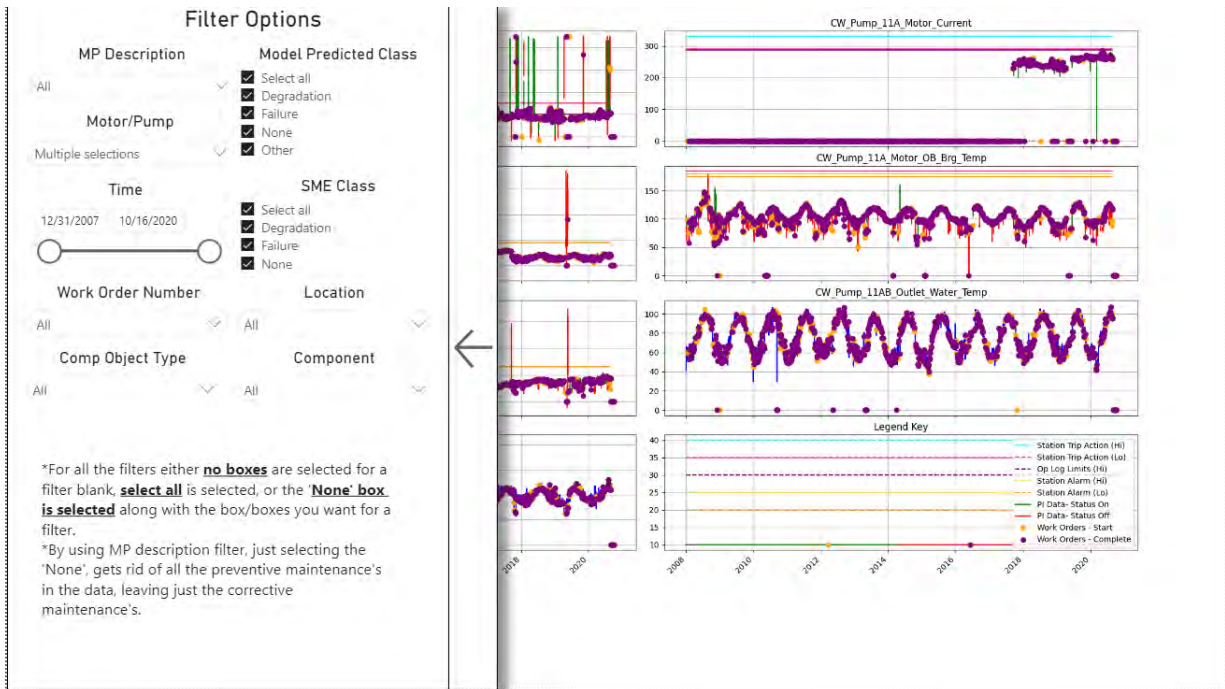 Filter Options
MP Description
All
Motor/Pump
Multiple selections
Time
12/31/2007 10/16/2020
Model Predicted Class
Select all
Degradation
Failure
None
Other
SME Class
Select all
Degradation
Failure
None
Work Order Number
All
Location
All
Comp Object Type
All
Component
All
*For all the filters either no boxes are selected for a
filter blank, select all is selected, or the 'None' box
is selected along with the box/boxes you want for a
filter.
*By using MP description filter, just selecting the
'None', gets rid of all the preventive maintenance's
in the data, leaving just the corrective
maintenance's.
2018 2020
CW_Pump_11A_Motor_Current
300
200
100
0
CW_Pump_11A_Motor_OB_Brg_Temp
150
100
50
0
CW_Pump_11AB_Outlet_Water_Temp
100
80
60
40
20
0
Legend Key
40
35
30
25
20
15
10
Station Trip Action (Hi)
Station Trip Action (Lo)
Op Log Limits (Hi)
Station Alarm (Hi)
Station Alarm (Lo)
PI Data- Status On
PI Data- Status Off
Work Orders - Start
Work Orders - Complete
2008 2010 2012 2014 2016 2018 2020